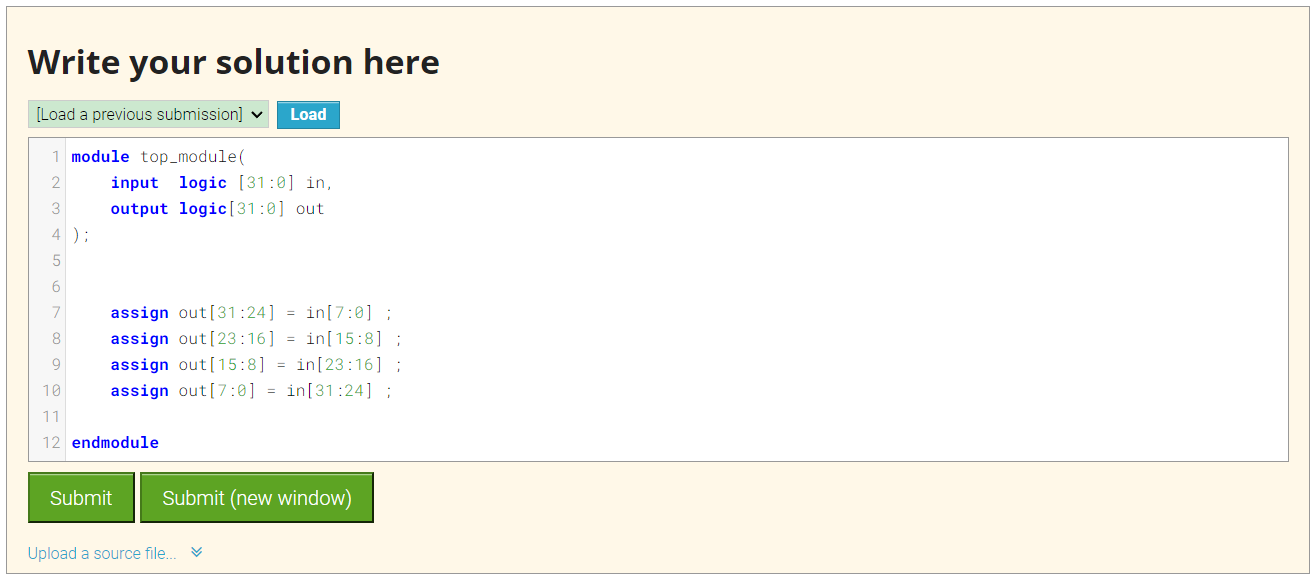 Write your solution here
[Load a previous submission] Load
1 module top_module(
2     input  logic [31:0] in,
3     output logic[31:0] out
4 );
5
6
7     assign out[31:24] = in[7:0] ;
8     assign out[23:16] = in[15:8] ;
9     assign out[15:8] = in[23:16] ;
10     assign out[7:0] = in[31:24] ;
11
12 endmodule
Submit Submit (new window)
Upload a source file...